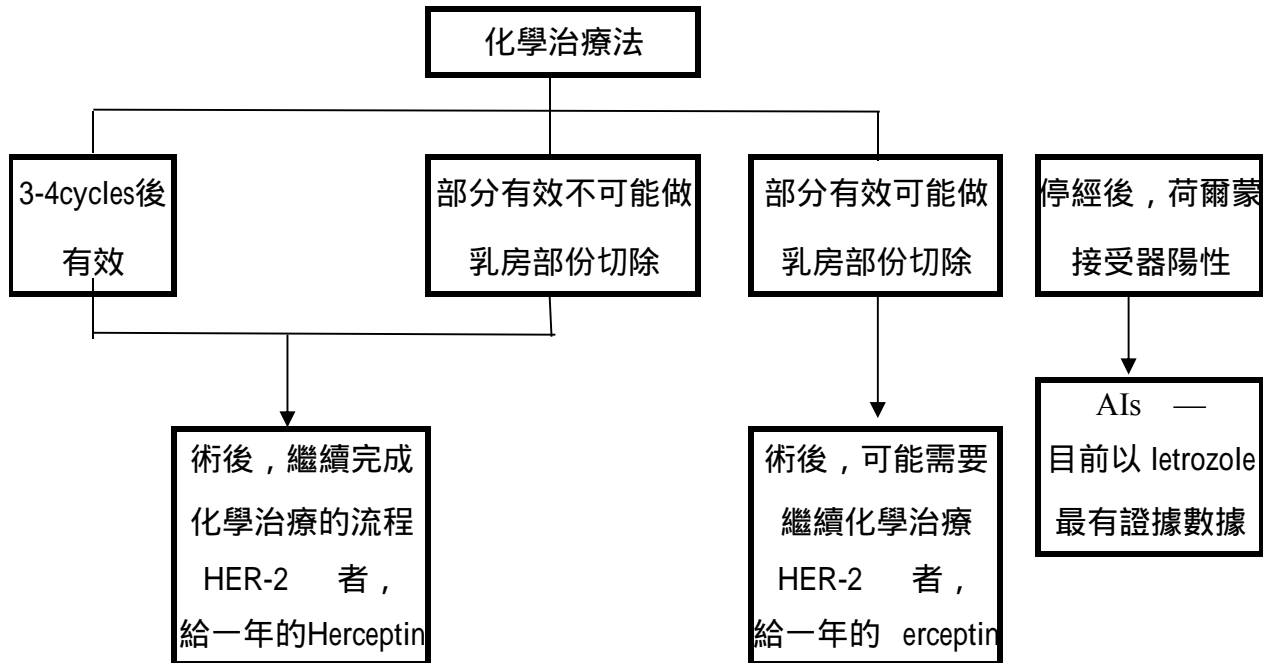 化學治療法
3-4cycles後
有效
部分有效不可能做
乳房部份切除
部分有效可能做
乳房部份切除
停經後，荷爾蒙
接受器陽性
術後，繼續完成
化學治療的流程
HER-2 者，
給一年的Herceptin
術後，可能需要
繼續化學治療
HER-2 者，
給一年的 erceptin
AIs —
目前以 letrozole
最有證據數據